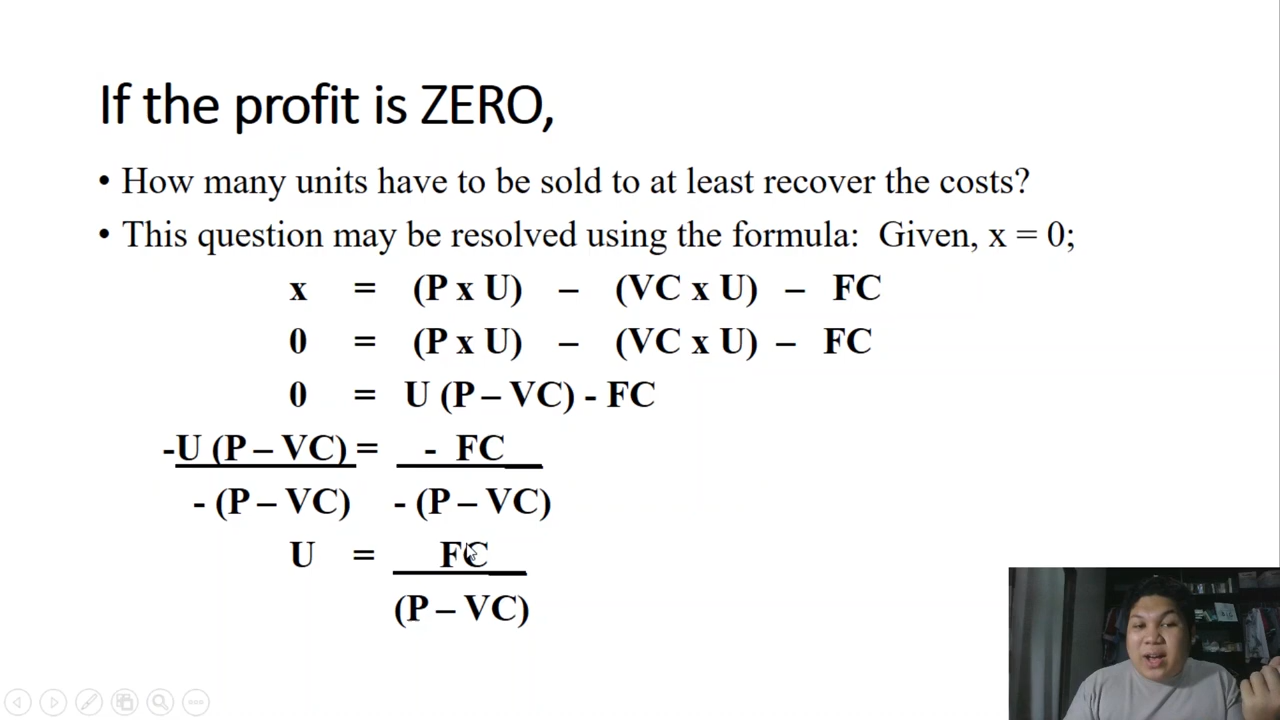 If the profit is ZERO,
• How many units have to be sold to at least recover the costs?
• This question may be resolved using the formula: Given, x = 0;
x = (P x U) – (VC x U) – FC
0 = (P x U) – (VC x U) – FC
0 = U (P – VC) - FC
-U (P – VC) = - FC
- (P – VC) - (P – VC)
U = FC
(P – VC)